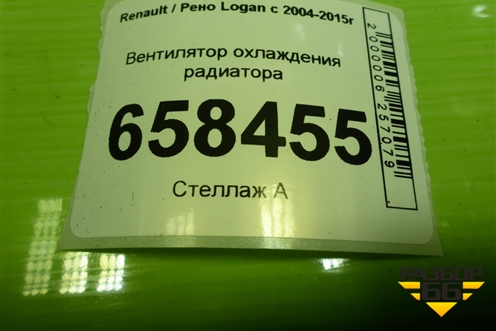 Renault / Рено Logan с 2004-2015г
Вентилятор охлаждения
радиатора
658455
Стеллаж А
2000006257079
РАЗБОР
66